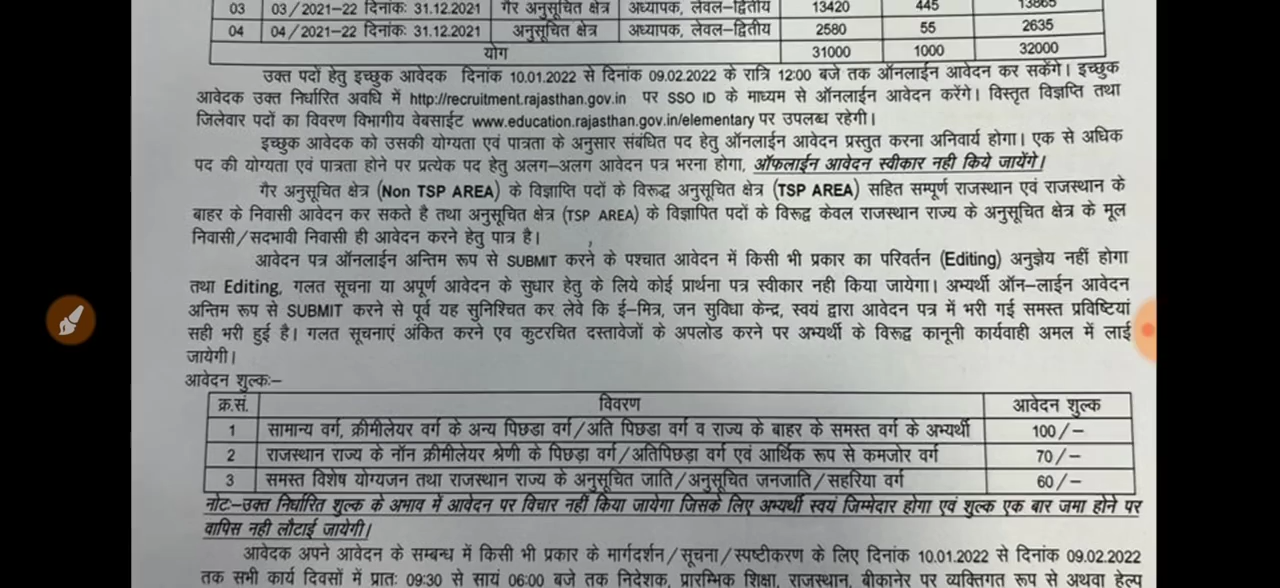 03 03/2021–22 दिनांकः 31.12.2021 गैर अनुसूचित क्षेत्र अध्यापक, लेवल–द्वितीय 13420 445 13865
04 04/2021–22 दिनांकः 31.12.2021 अनुसूचित क्षेत्र अध्यापक, लेवल–द्वितीय 2580 55 2635
योग 31000 1000 32000
उक्त पदों हेतु इच्छुक आवेदक दिनांक 10.01.2022 से दिनांक 09.02.2022 के रात्रि 12:00 बजे तक ऑनलाईन आवेदन कर सकेंगे। इच्छुक
आवेदक उक्त निर्धारित अवधि में http://recruitment.rajasthan.gov.in पर SSO ID के माध्यम से ऑनलाईन आवेदन करेंगे। विस्तृत विज्ञप्ति तथा
जिलेवार पदों का विवरण विभागीय वेबसाईट www.education.rajasthan.gov.in/elementary पर उपलब्ध रहेगी।
इच्छुक आवेदक को उसकी योग्यता एवं पात्रता के अनुसार संबंधित पद हेतु ऑनलाईन आवेदन प्रस्तुत करना अनिवार्य होगा। एक से अधिक
पद की योग्यता एवं पात्रता होने पर प्रत्येक पद हेतु अलग–अलग आवेदन पत्र भरना होगा, ऑफलाईन आवेदन स्वीकार नही किये जायेंगे।
गैर अनुसूचित क्षेत्र (Non TSP AREA) के विज्ञाप्ति पदों के विरूद्ध अनुसूचित क्षेत्र (TSP AREA) सहित सम्पूर्ण राजस्थान एवं राजस्थान के
बाहर के निवासी आवेदन कर सकते है तथा अनुसूचित क्षेत्र (TSP AREA) के विज्ञापित पदों के विरूद्व केवल राजस्थान राज्य के अनुसूचित क्षेत्र के मूल
निवासी/सदभावी निवासी ही आवेदन करने हेतु पात्र है।
आवेदन पत्र ऑनलाईन अन्तिम रूप से SUBMIT करने के पश्चात आवेदन में किसी भी प्रकार का परिवर्तन (Editing) अनुज्ञेय नहीं होगा
तथा Editing, गलत सूचना या अपूर्ण आवेदन के सुधार हेतु के लिये कोई प्रार्थना पत्र स्वीकार नही किया जायेगा। अभ्यर्थी ऑन–लाईन आवेदन
अन्तिम रूप से SUBMIT करने से पूर्व यह सुनिश्चित कर लेवे कि ई–मित्र, जन सुविधा केन्द्र, स्वयं द्वारा आवेदन पत्र में भरी गई समस्त प्रविष्टियां
सही भरी हुई है। गलत सूचनाएं अंकित करने एव कुटरचित दस्तावेजों के अपलोड करने पर अभ्यर्थी के विरूद्व कानूनी कार्यवाही अमल में लाई
जायेगी।
आवेदन शुल्कः–
क्र.सं. विवरण आवेदन शुल्क
1 सामान्य वर्ग, क्रीमीलेयर वर्ग के अन्य पिछडा वर्ग/अति पिछडा वर्ग व राज्य के बाहर के समस्त वर्ग के अभ्यर्थी 100/–
2 राजस्थान राज्य के नॉन क्रीमीलेयर श्रेणी के पिछडा वर्ग/अतिपिछडा वर्ग एवं आर्थिक रूप से कमजोर वर्ग 70/–
3 समस्त विशेष योग्यजन तथा राजस्थान राज्य के अनुसूचित जाति/अनुसूचित जनजाति/सहरिया वर्ग 60/–
नोटः–उक्त निर्धारित शुल्क के अभाव में आवेदन पर विचार नहीं किया जायेगा जिसके लिए अभ्यर्थी स्वयं जिम्मेदार होगा एवं शुल्क एक बार जमा होने पर
वापिस नही लौटाई जायेगी।
आवेदक अपने आवेदन के सम्बन्ध में किसी भी प्रकार के मार्गदर्शन/सूचना/स्पष्टीकरण के लिए दिनांक 10.01.2022 से दिनांक 09.02.2022
तक सभी कार्य दिवसों में प्रातः 09:30 से सायं 06:00 बजे तक निदेशक, प्रारम्भिक शिक्षा, राजस्थान, बीकानेर पर व्यक्तिगत रूप से अथवा हेल्प